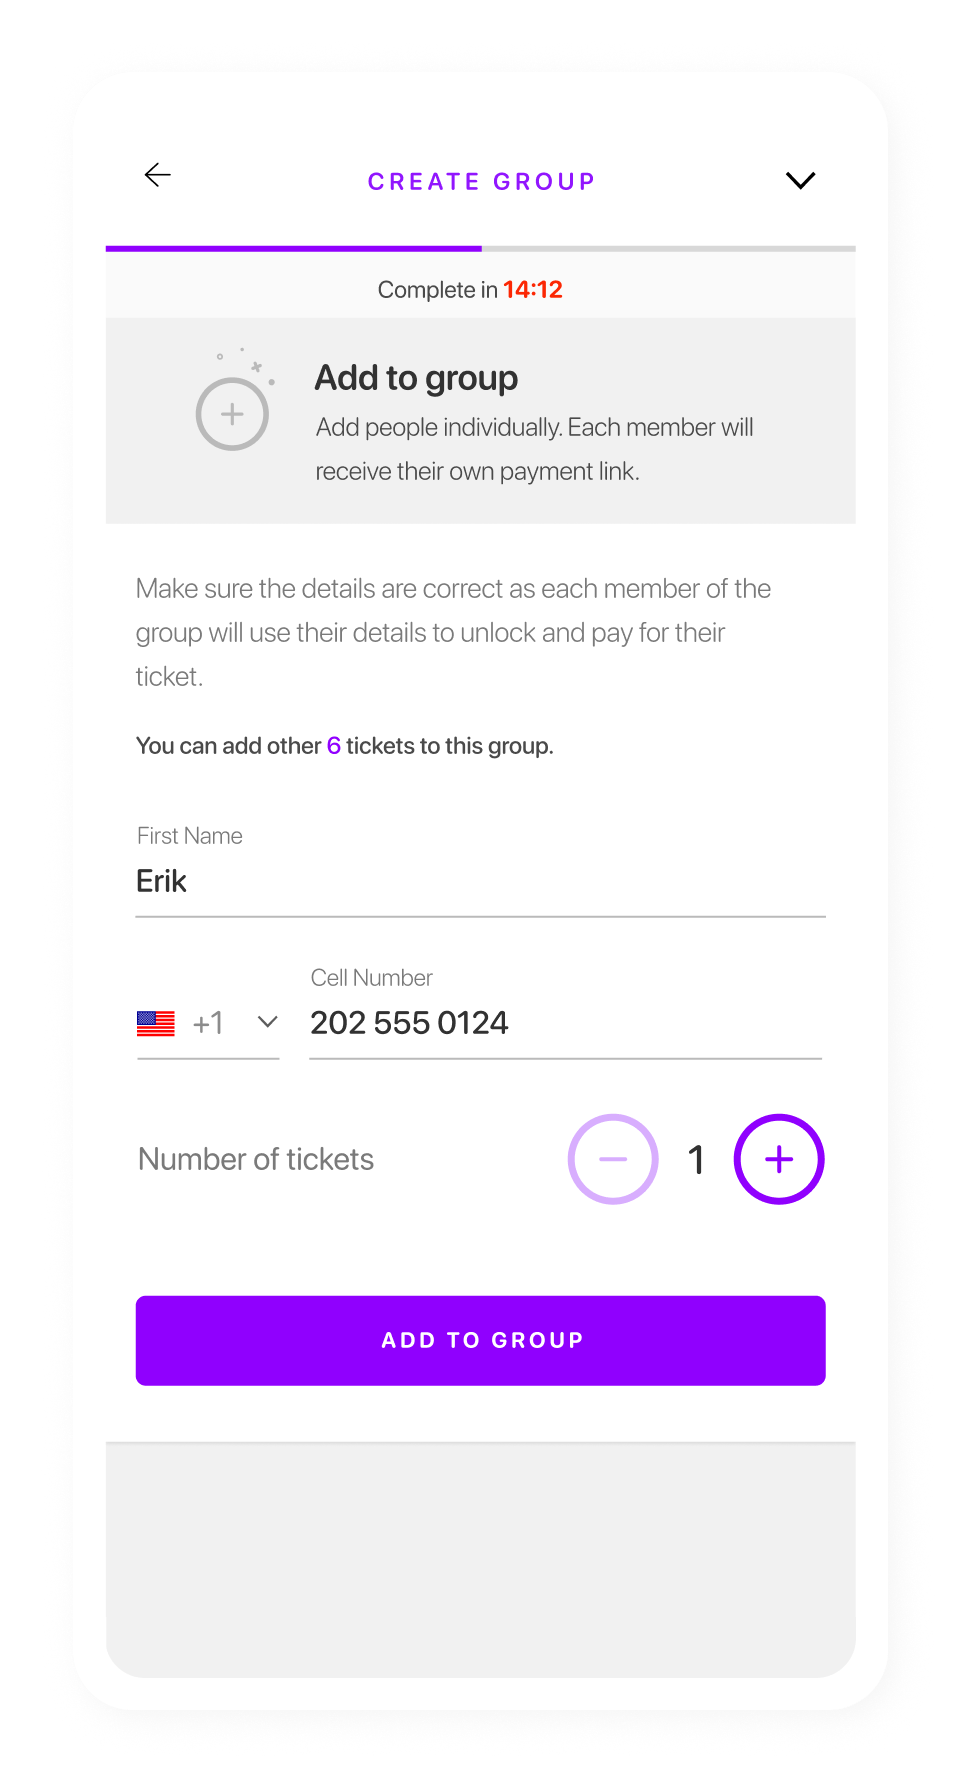 CREATE GROUP
Complete in 14:12
Add to group
Add people individually. Each member will
receive their own payment link.
Make sure the details are correct as each member of the
group will use their details to unlock and pay for their
ticket.
You can add other 6 tickets to this group.
First Name
Erik
Cell Number
+1 202 555 0124
Number of tickets 1
ADD TO GROUP